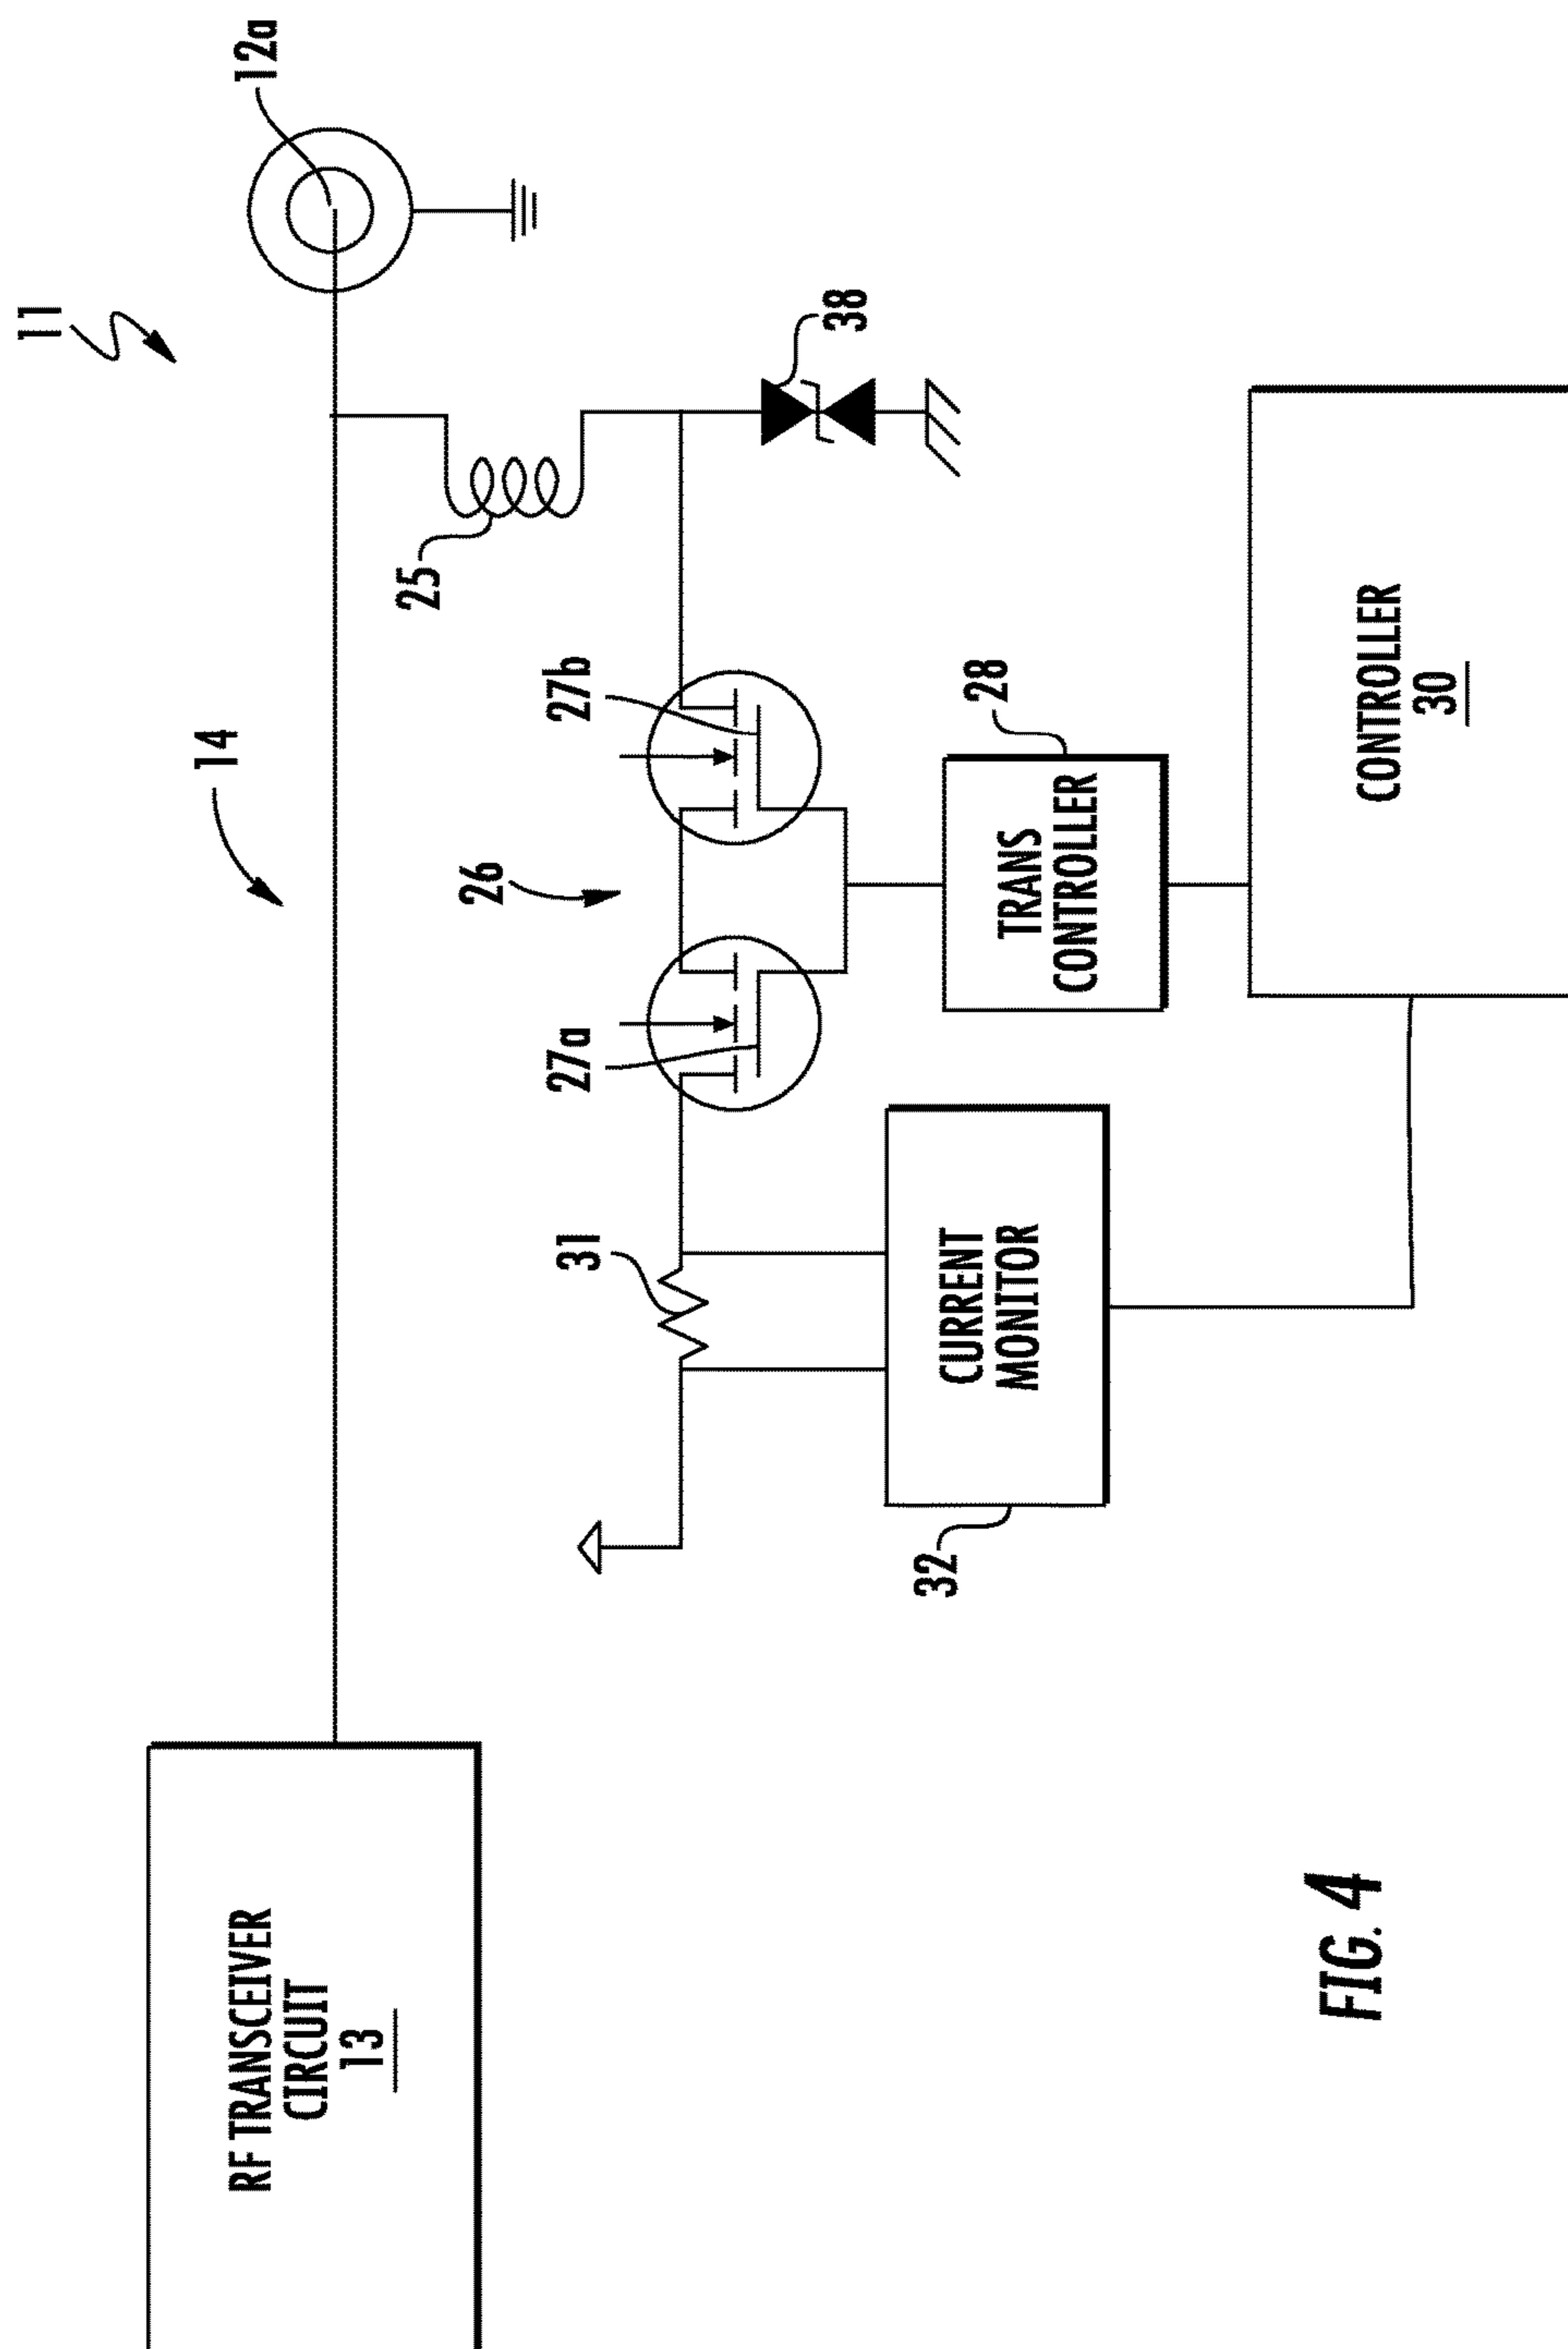 11
12a
14
25
38
26
27a
27b
31
28
TRANS
CONTROLLER
CURRENT
MONITOR
32
CONTROLLER
30
RF TRANSCEIVER
CIRCUIT
13
FIG. 4